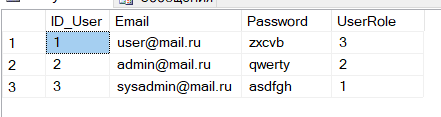 ID_User Email Password UserRole
1 1 user@mail.ru zxcvb 3
2 2 admin@mail.ru qwerty 2
3 3 sysadmin@mail.ru asdfgh 1